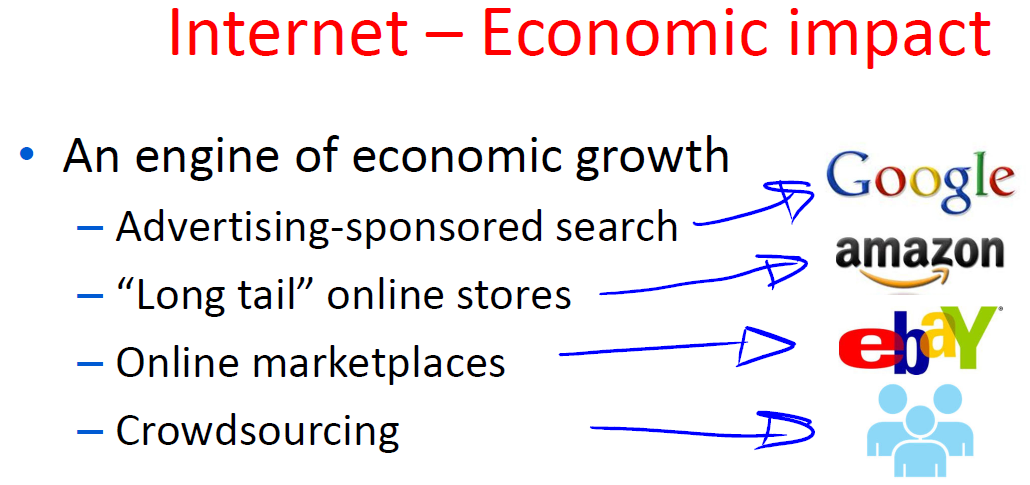 Internet – Economic impact
• An engine of economic growth
– Advertising-sponsored search
– “Long tail” online stores
– Online marketplaces
– Crowdsourcing
Google
amazon
ebaY®